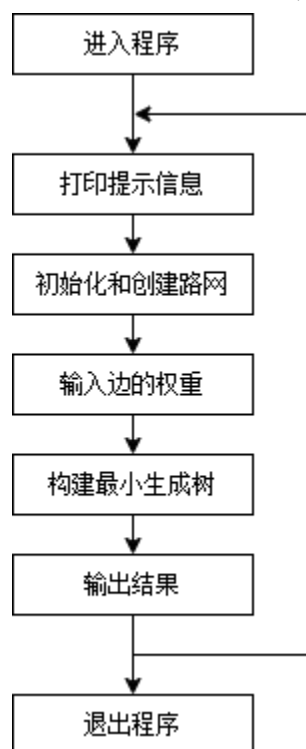 进入程序
打印提示信息
初始化和创建路网
输入边的权重
构建最小生成树
输出结果
退出程序